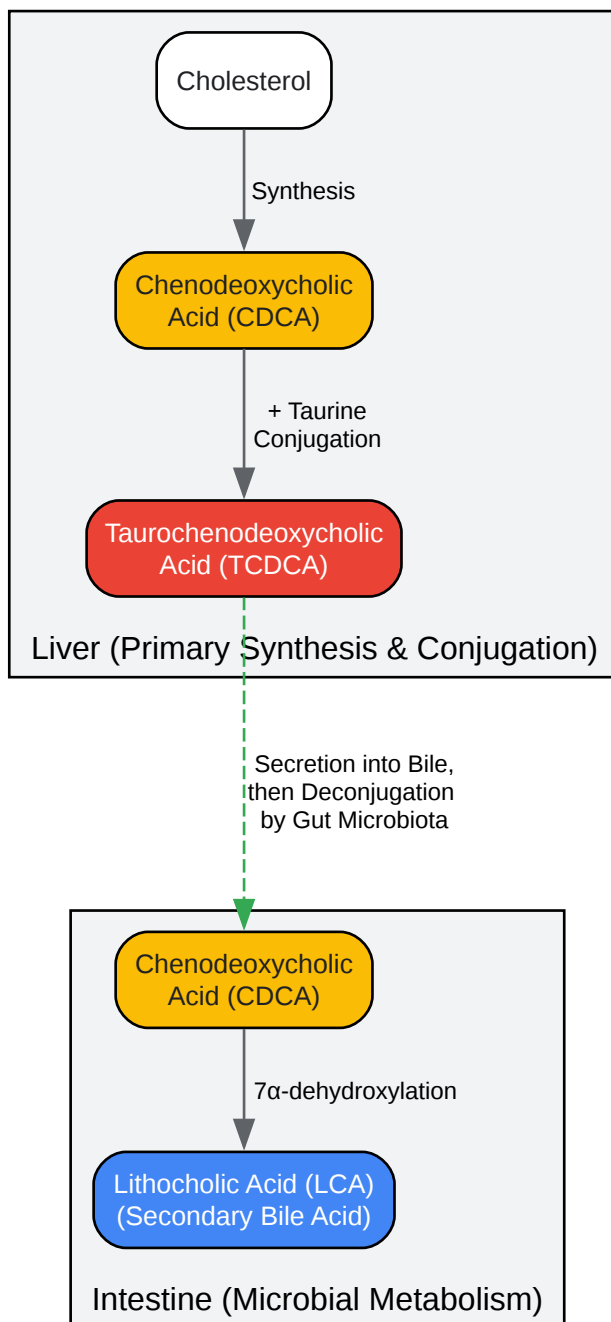 Cholesterol
Synthesis
Chenodeoxycholic
Acid (CDCA)
+ Taurine
Conjugation
Taurochenodeoxycholic
Acid (TCDCA)
Liver (Primary Synthesis & Conjugation)
Secretion into Bile,
then Deconjugation
by Gut Microbiota
Chenodeoxycholic
Acid (CDCA)
7α-dehydroxylation
Lithocholic Acid (LCA)
(Secondary Bile Acid)
Intestine (Microbial Metabolism)